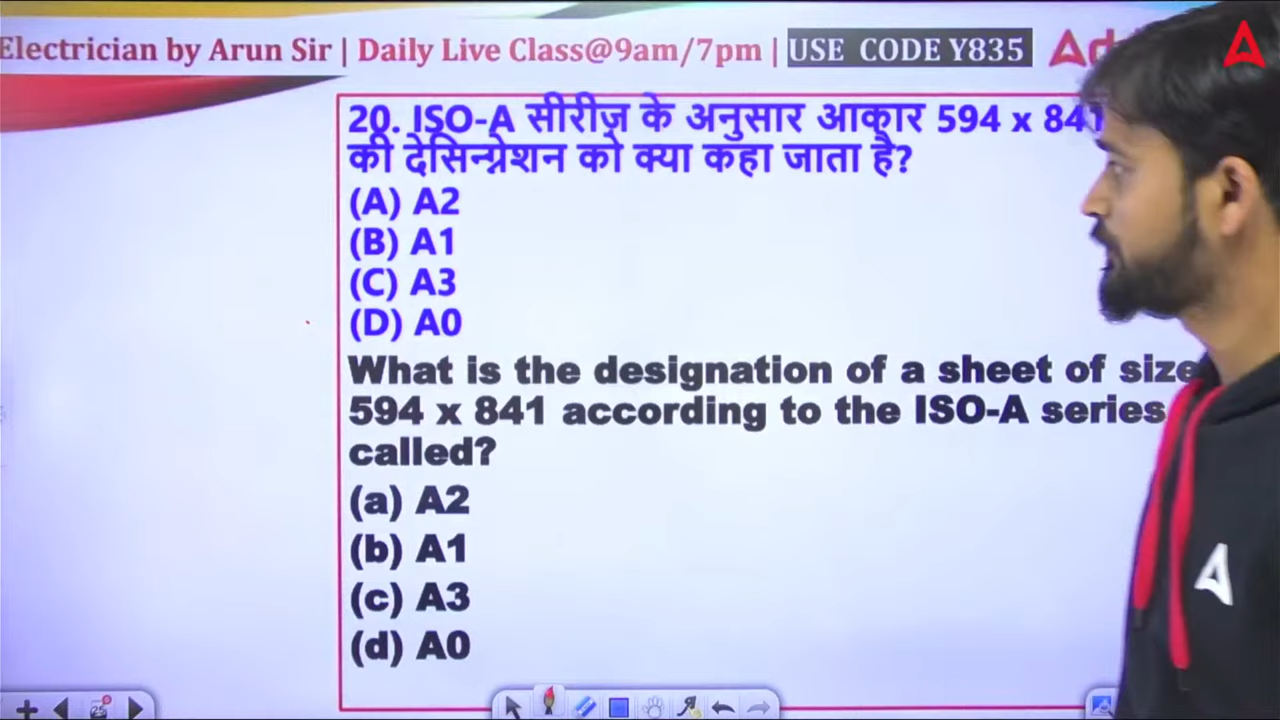 Electrician by Arun Sir | Daily Live Class@9am/7pm | USE CODE Y835
20. ISO-A सीरीज़ के अनुसार आकार 594 x 841
की देसिन्ग्रेशन को क्या कहा जाता है?
(A) A2
(B) A1
(C) A3
(D) A0
What is the designation of a sheet of size
594 x 841 according to the ISO-A series
called?
(a) A2
(b) A1
(c) A3
(d) A0
25